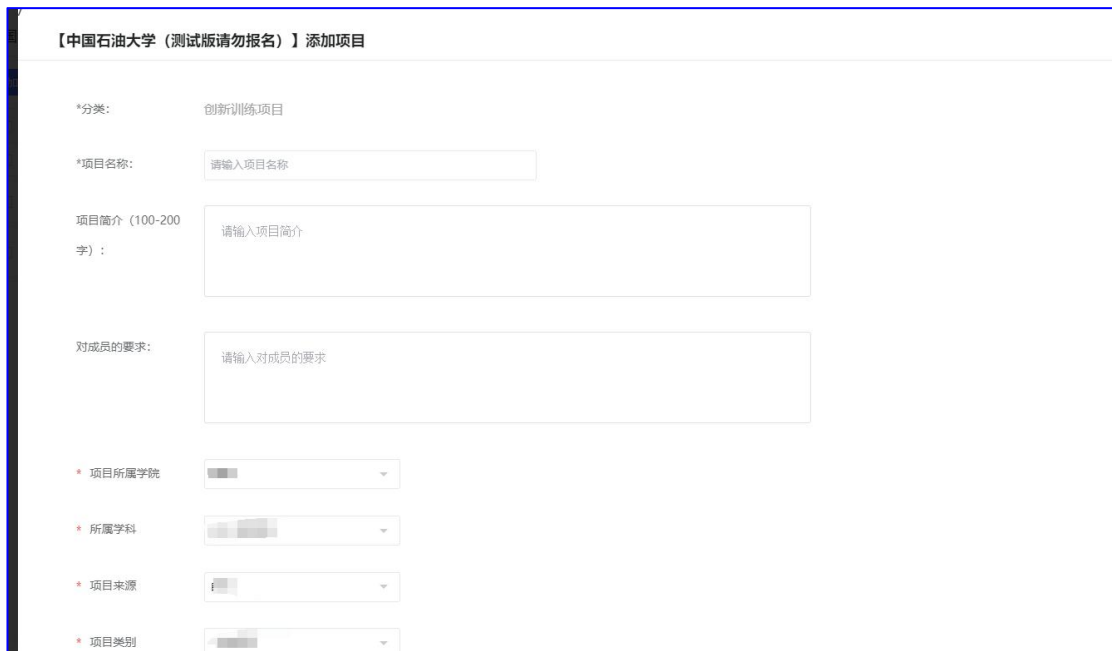 【中国石油大学（测试版请勿报名）】添加项目
*分类：
创新训练项目
*项目名称：
请输入项目名称
项目简介（100-200
字）：
请输入项目简介
对成员的要求：
请输入对成员的要求
* 项目所属学院
* 所属学科
* 项目来源
* 项目类别